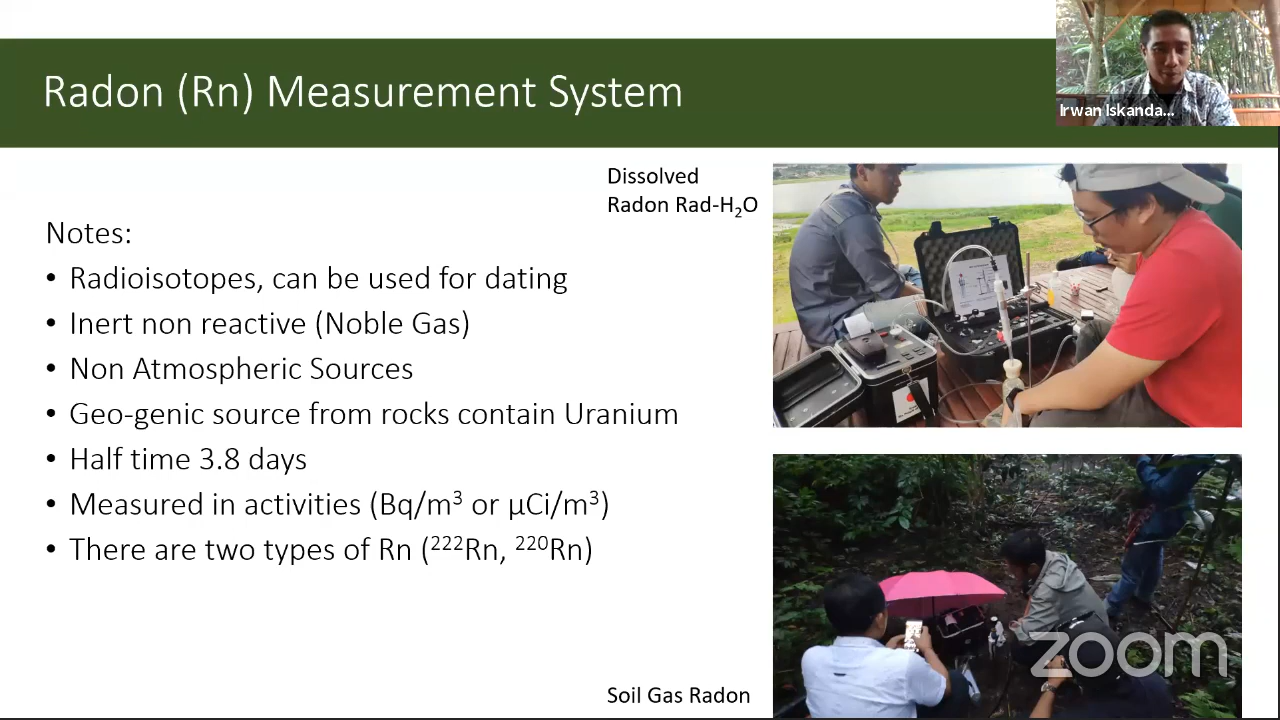 Radon (Rn) Measurement System
Irwan Iskanda...
Dissolved
Radon Rad-H₂O
Notes:
• Radioisotopes, can be used for dating
• Inert non reactive (Noble Gas)
• Non Atmospheric Sources
• Geo-genic source from rocks contain Uranium
• Half time 3.8 days
• Measured in activities (Bq/m³ or µCi/m³)
• There are two types of Rn (²²²Rn, ²²⁰Rn)
Soil Gas Radon
zoom